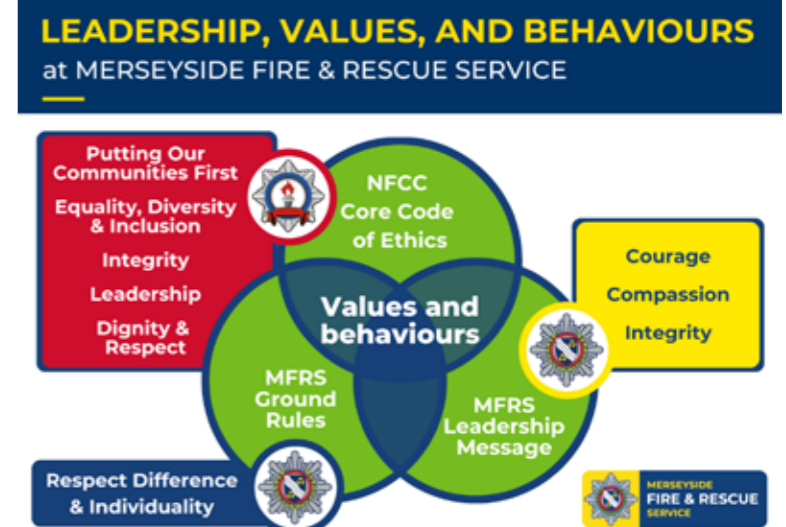 LEADERSHIP, VALUES, AND BEHAVIOURS
at MERSEYSIDE FIRE & RESCUE SERVICE
Putting Our
Communities First
Equality, Diversity
& Inclusion
Integrity
Leadership
Dignity &
Respect
NFCC
Core Code
of Ethics
Values and
behaviours
Courage
Compassion
Integrity
MFRS
Ground
Rules
MFRS
Leadership
Message
Respect Difference
& Individuality
MERSEYSIDE
FIRE & RESCUE
SERVICE